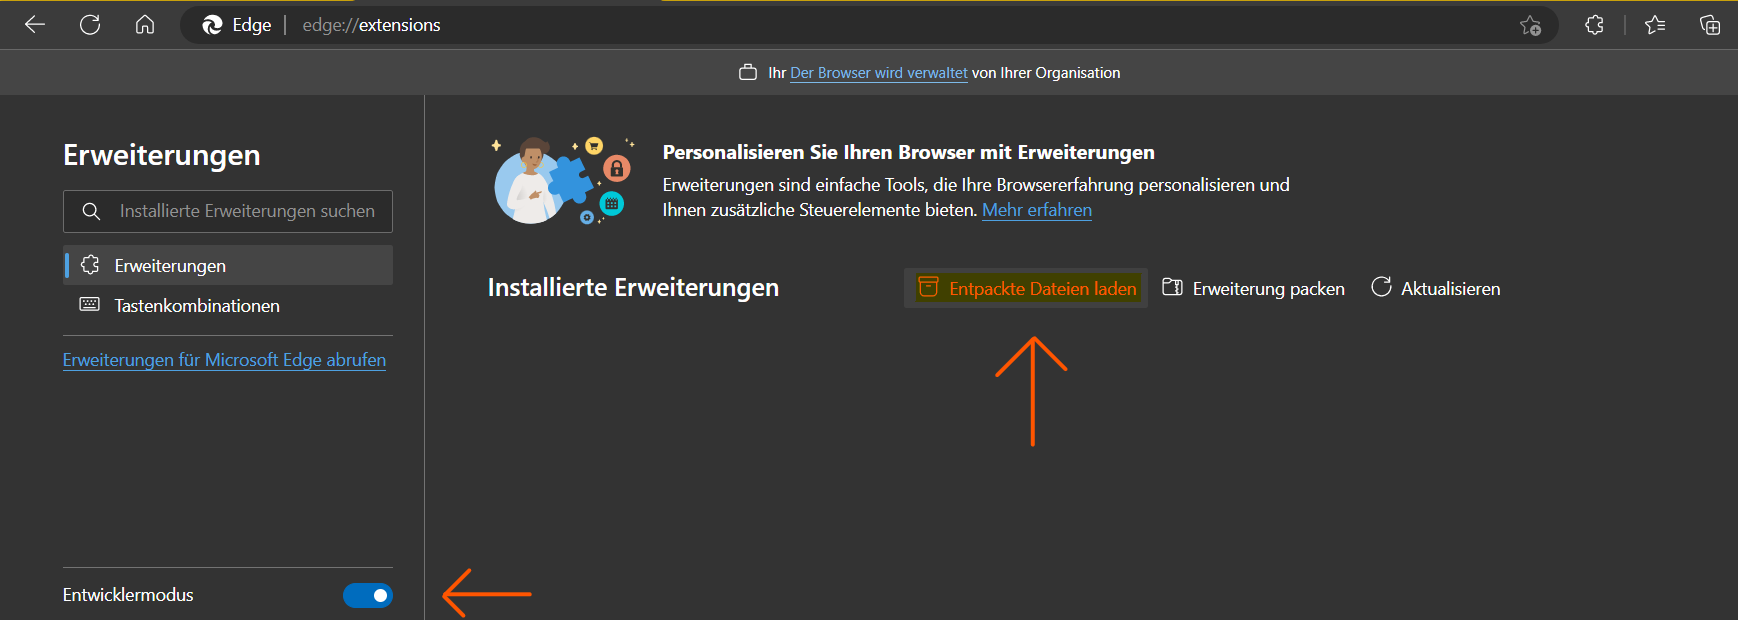 Edge edge://extensions
Ihr Der Browser wird verwaltet von Ihrer Organisation
Erweiterungen
Installierte Erweiterungen suchen
Erweiterungen
Tastenkombinationen
Erweiterungen für Microsoft Edge abrufen
Entwicklermodus
Personalisieren Sie Ihren Browser mit Erweiterungen
Erweiterungen sind einfache Tools, die Ihre Browsererfahrung personalisieren und
Ihnen zusätzliche Steuerelemente bieten. Mehr erfahren
Installierte Erweiterungen
Entpackte Dateien laden
Erweiterung packen
Aktualisieren